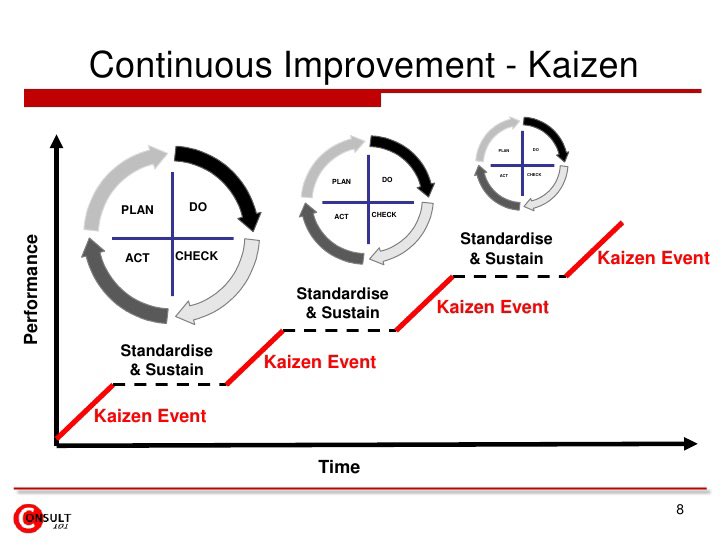 Continuous Improvement - Kaizen
PLAN
DO
ACT
CHECK
PLAN
DO
ACT
CHECK
PLAN
DO
ACT
CHECK
Performance
Standardise
& Sustain
Kaizen Event
Standardise
& Sustain
Kaizen Event
Standardise
& Sustain
Kaizen Event
Kaizen Event
Time
CONSULT
101
8